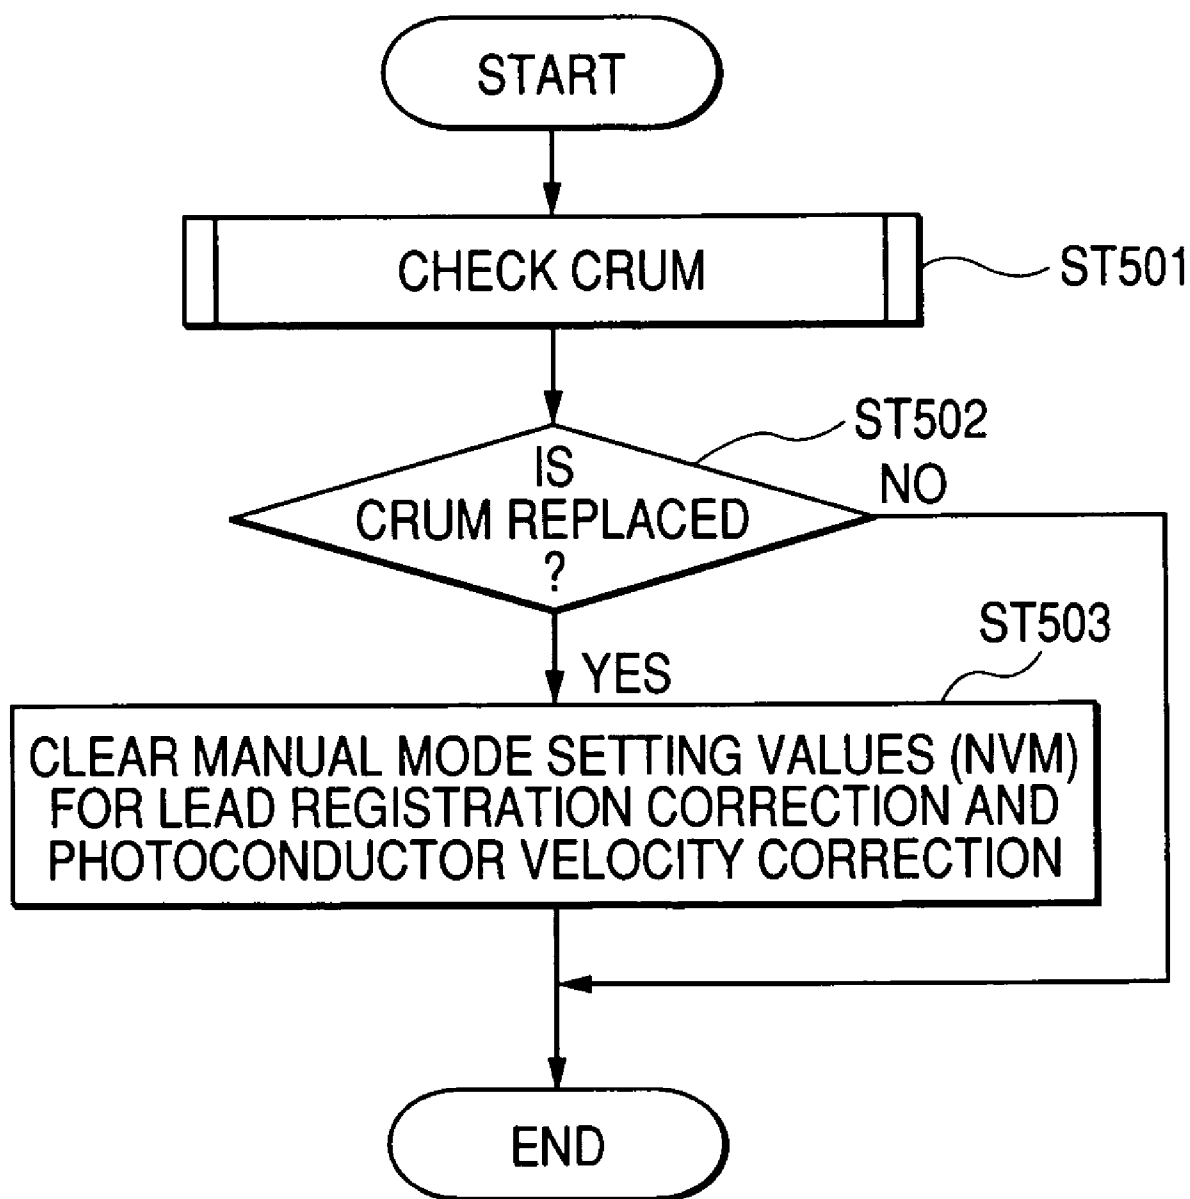 START
CHECK CRUM
ST501
ST502
IS
CRUM REPLACED
?
NO
YES
ST503
CLEAR MANUAL MODE SETTING VALUES (NVM)
FOR LEAD REGISTRATION CORRECTION AND
PHOTOCONDUCTOR VELOCITY CORRECTION
END